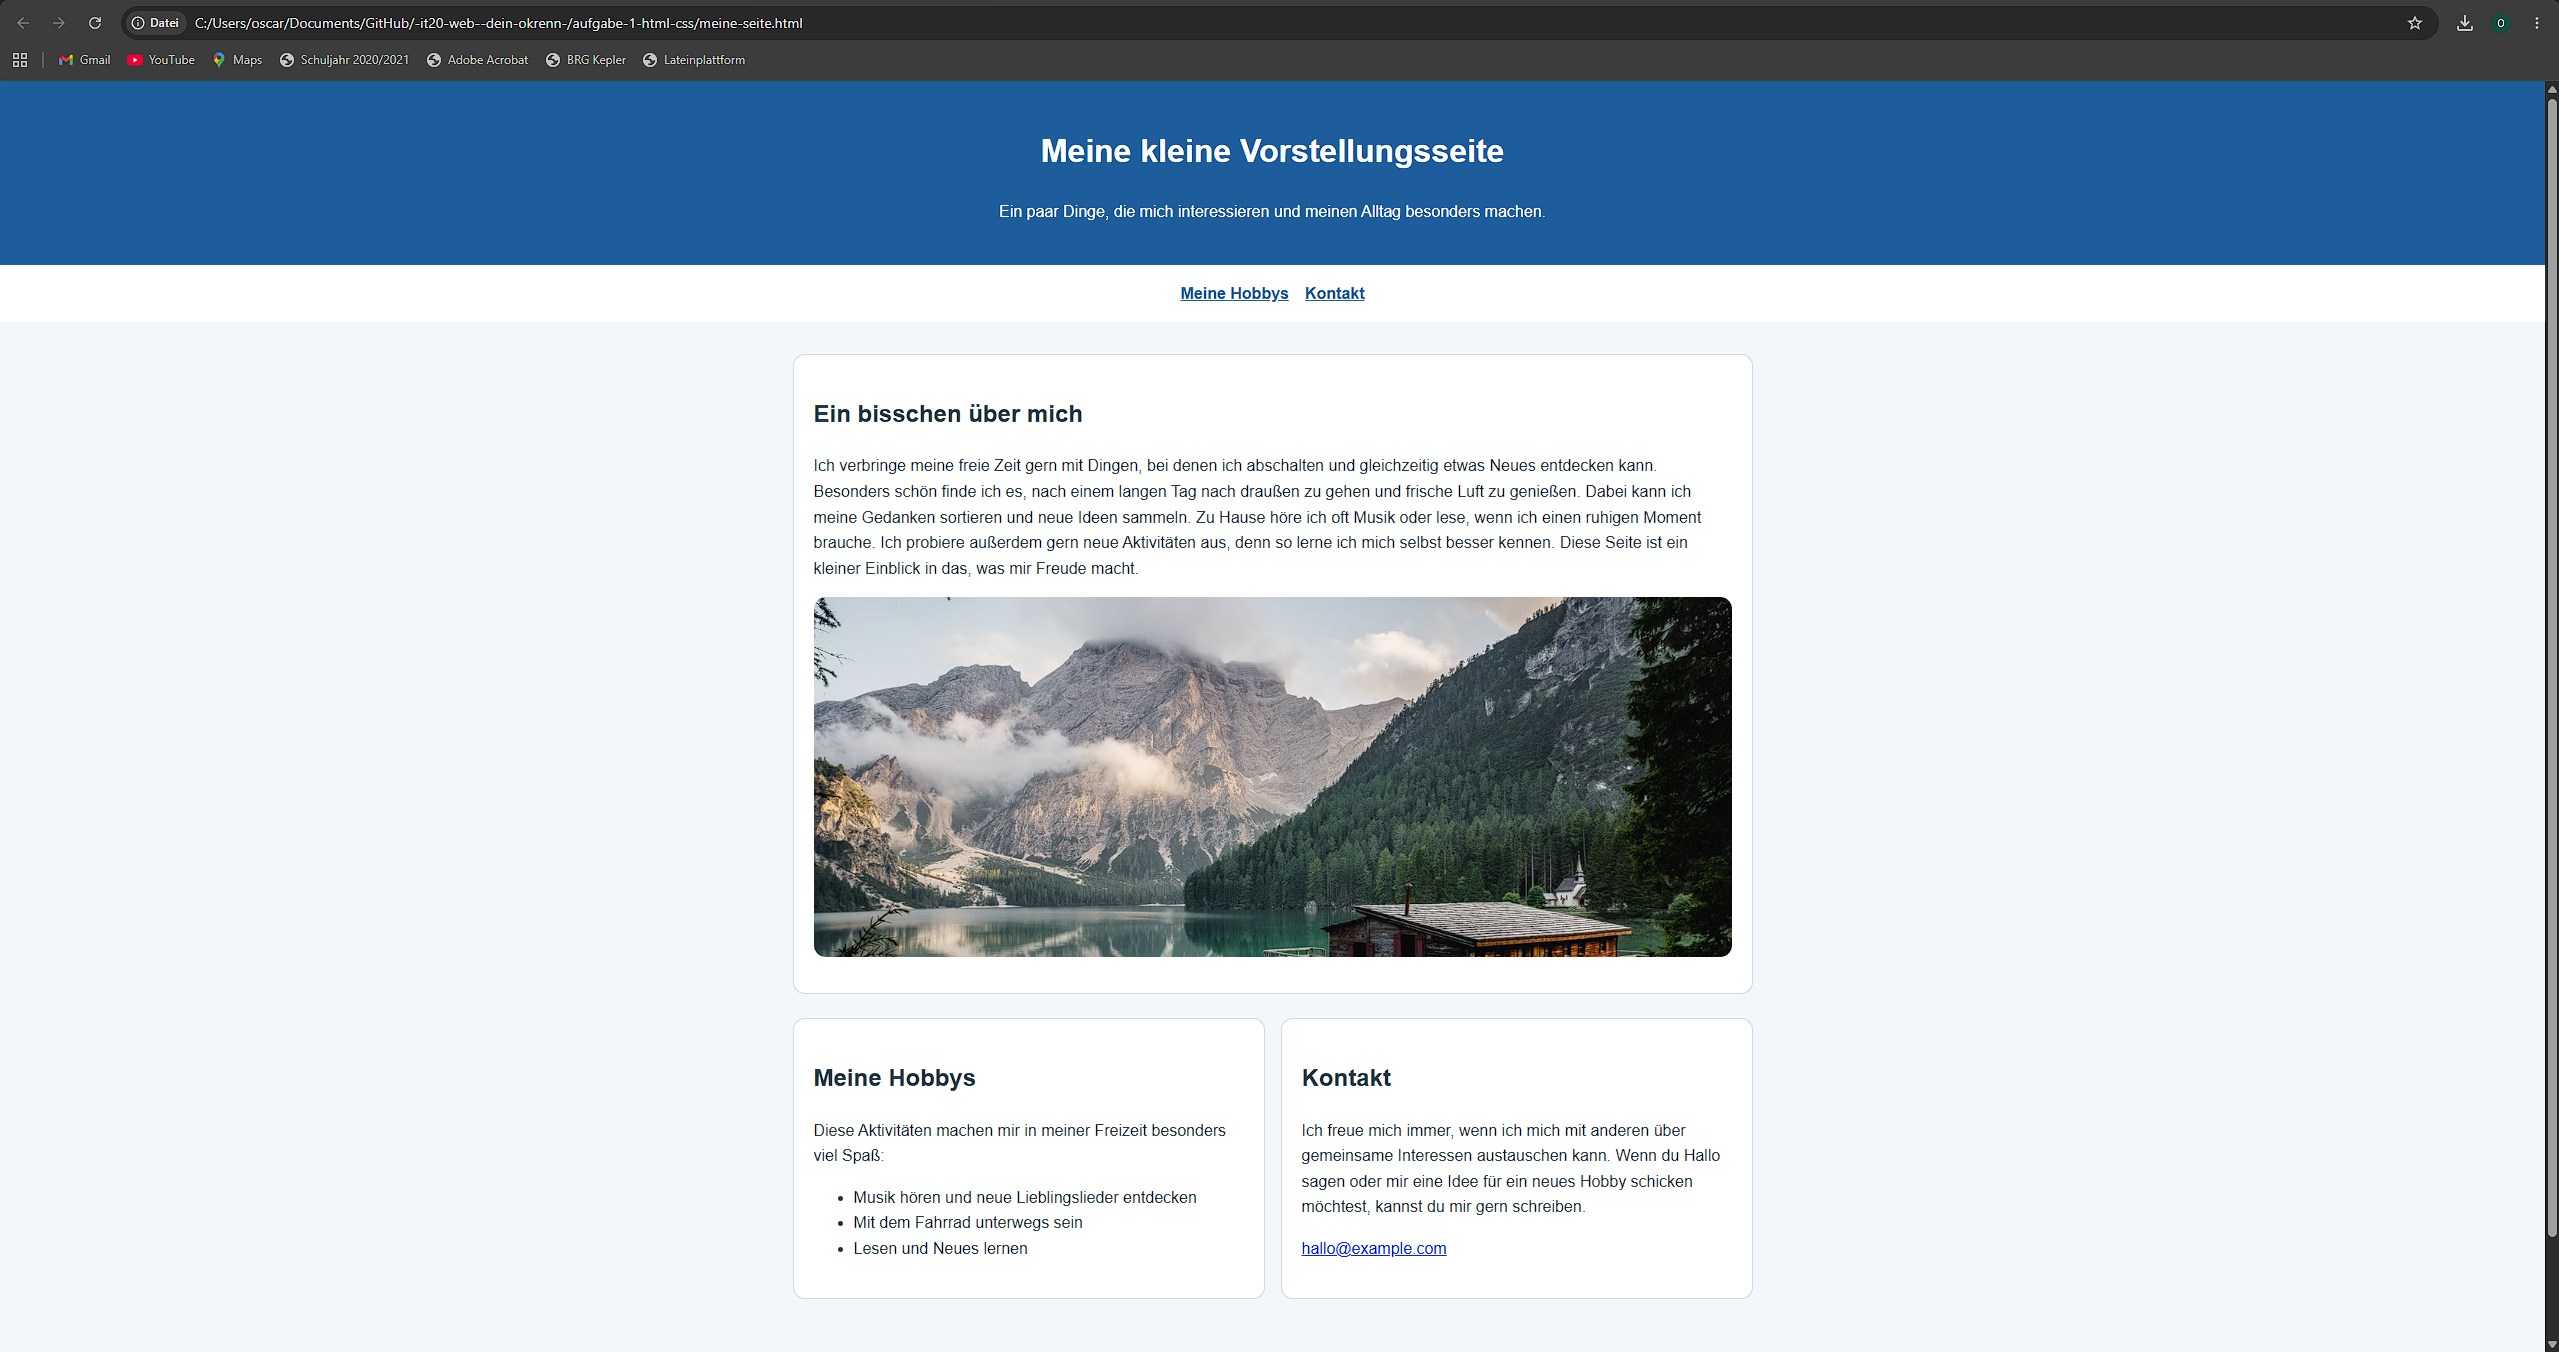 Datei C:/Users/oscar/Documents/GitHub/-it20-web--dein-okrenn-/aufgabe-1-html-css/meine-seite.html O
Gmail YouTube Maps Schuljahr 2020/2021 Adobe Acrobat BRG Kepler Lateinplattform
Meine kleine Vorstellungsseite
Ein paar Dinge, die mich interessieren und meinen Alltag besonders machen.
Meine Hobbys Kontakt
Ein bisschen über mich
Ich verbringe meine freie Zeit gern mit Dingen, bei denen ich abschalten und gleichzeitig etwas Neues entdecken kann.
Besonders schön finde ich es, nach einem langen Tag nach draußen zu gehen und frische Luft zu genießen. Dabei kann ich
meine Gedanken sortieren und neue Ideen sammeln. Zu Hause höre ich oft Musik oder lese, wenn ich einen ruhigen Moment
brauche. Ich probiere außerdem gern neue Aktivitäten aus, denn so lerne ich mich selbst besser kennen. Diese Seite ist ein
kleiner Einblick in das, was mir Freude macht.
Meine Hobbys
Diese Aktivitäten machen mir in meiner Freizeit besonders
viel Spaß:
• Musik hören und neue Lieblingslieder entdecken
• Mit dem Fahrrad unterwegs sein
• Lesen und Neues lernen
Kontakt
Ich freue mich immer, wenn ich mich mit anderen über
gemeinsame Interessen austauschen kann. Wenn du Hallo
sagen oder mir eine Idee für ein neues Hobby schicken
möchtest, kannst du mir gern schreiben.
hallo@example.com